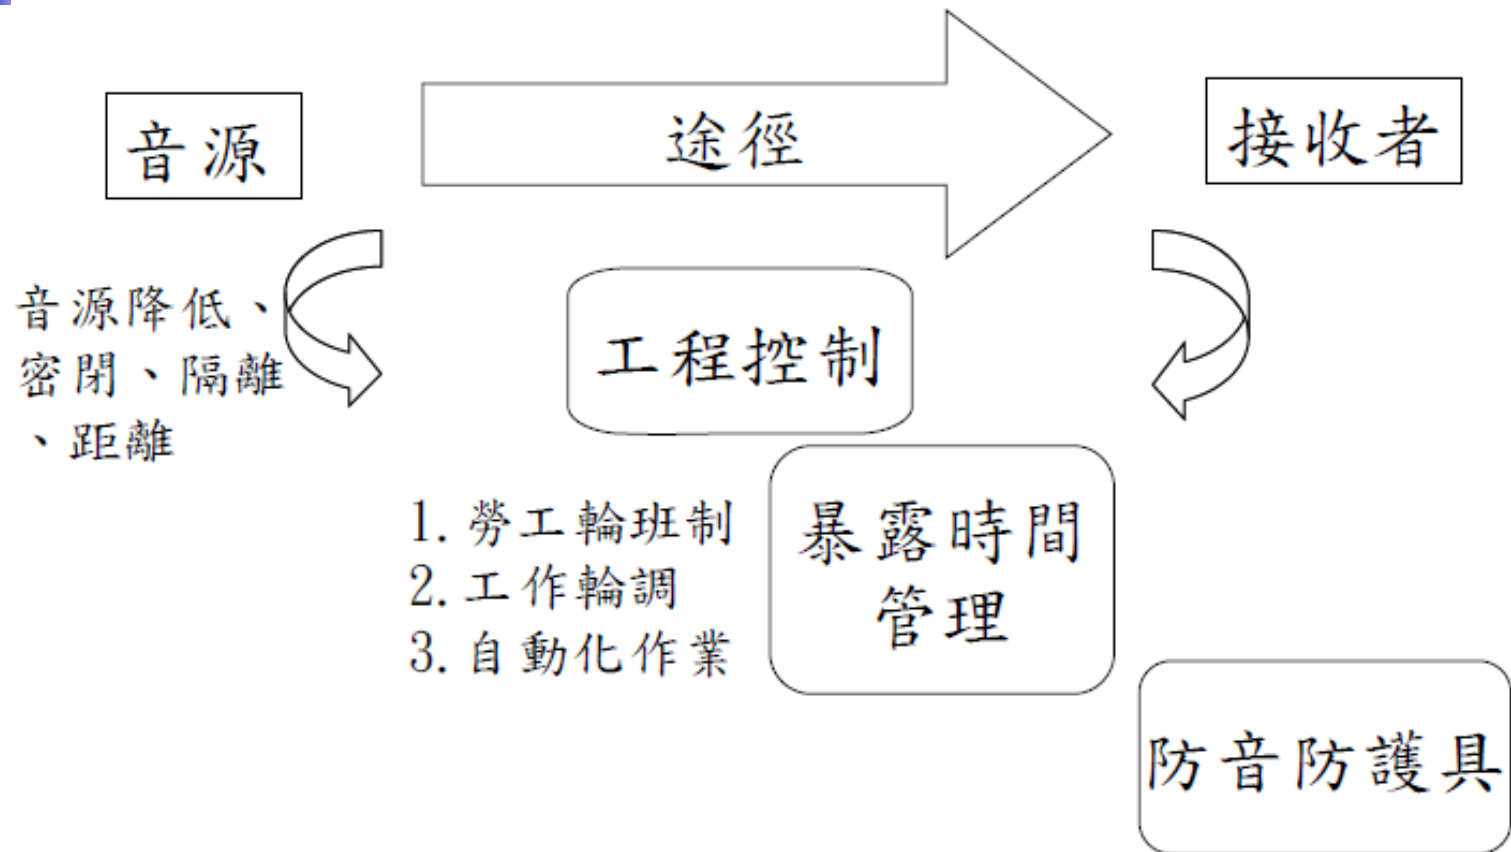 音源
途徑
接收者
音源降低、
密閉、隔離
、距離
工程控制
1.勞工輪班制
2.工作輪調
3.自動化作業
暴露時間
管理
防音防護具